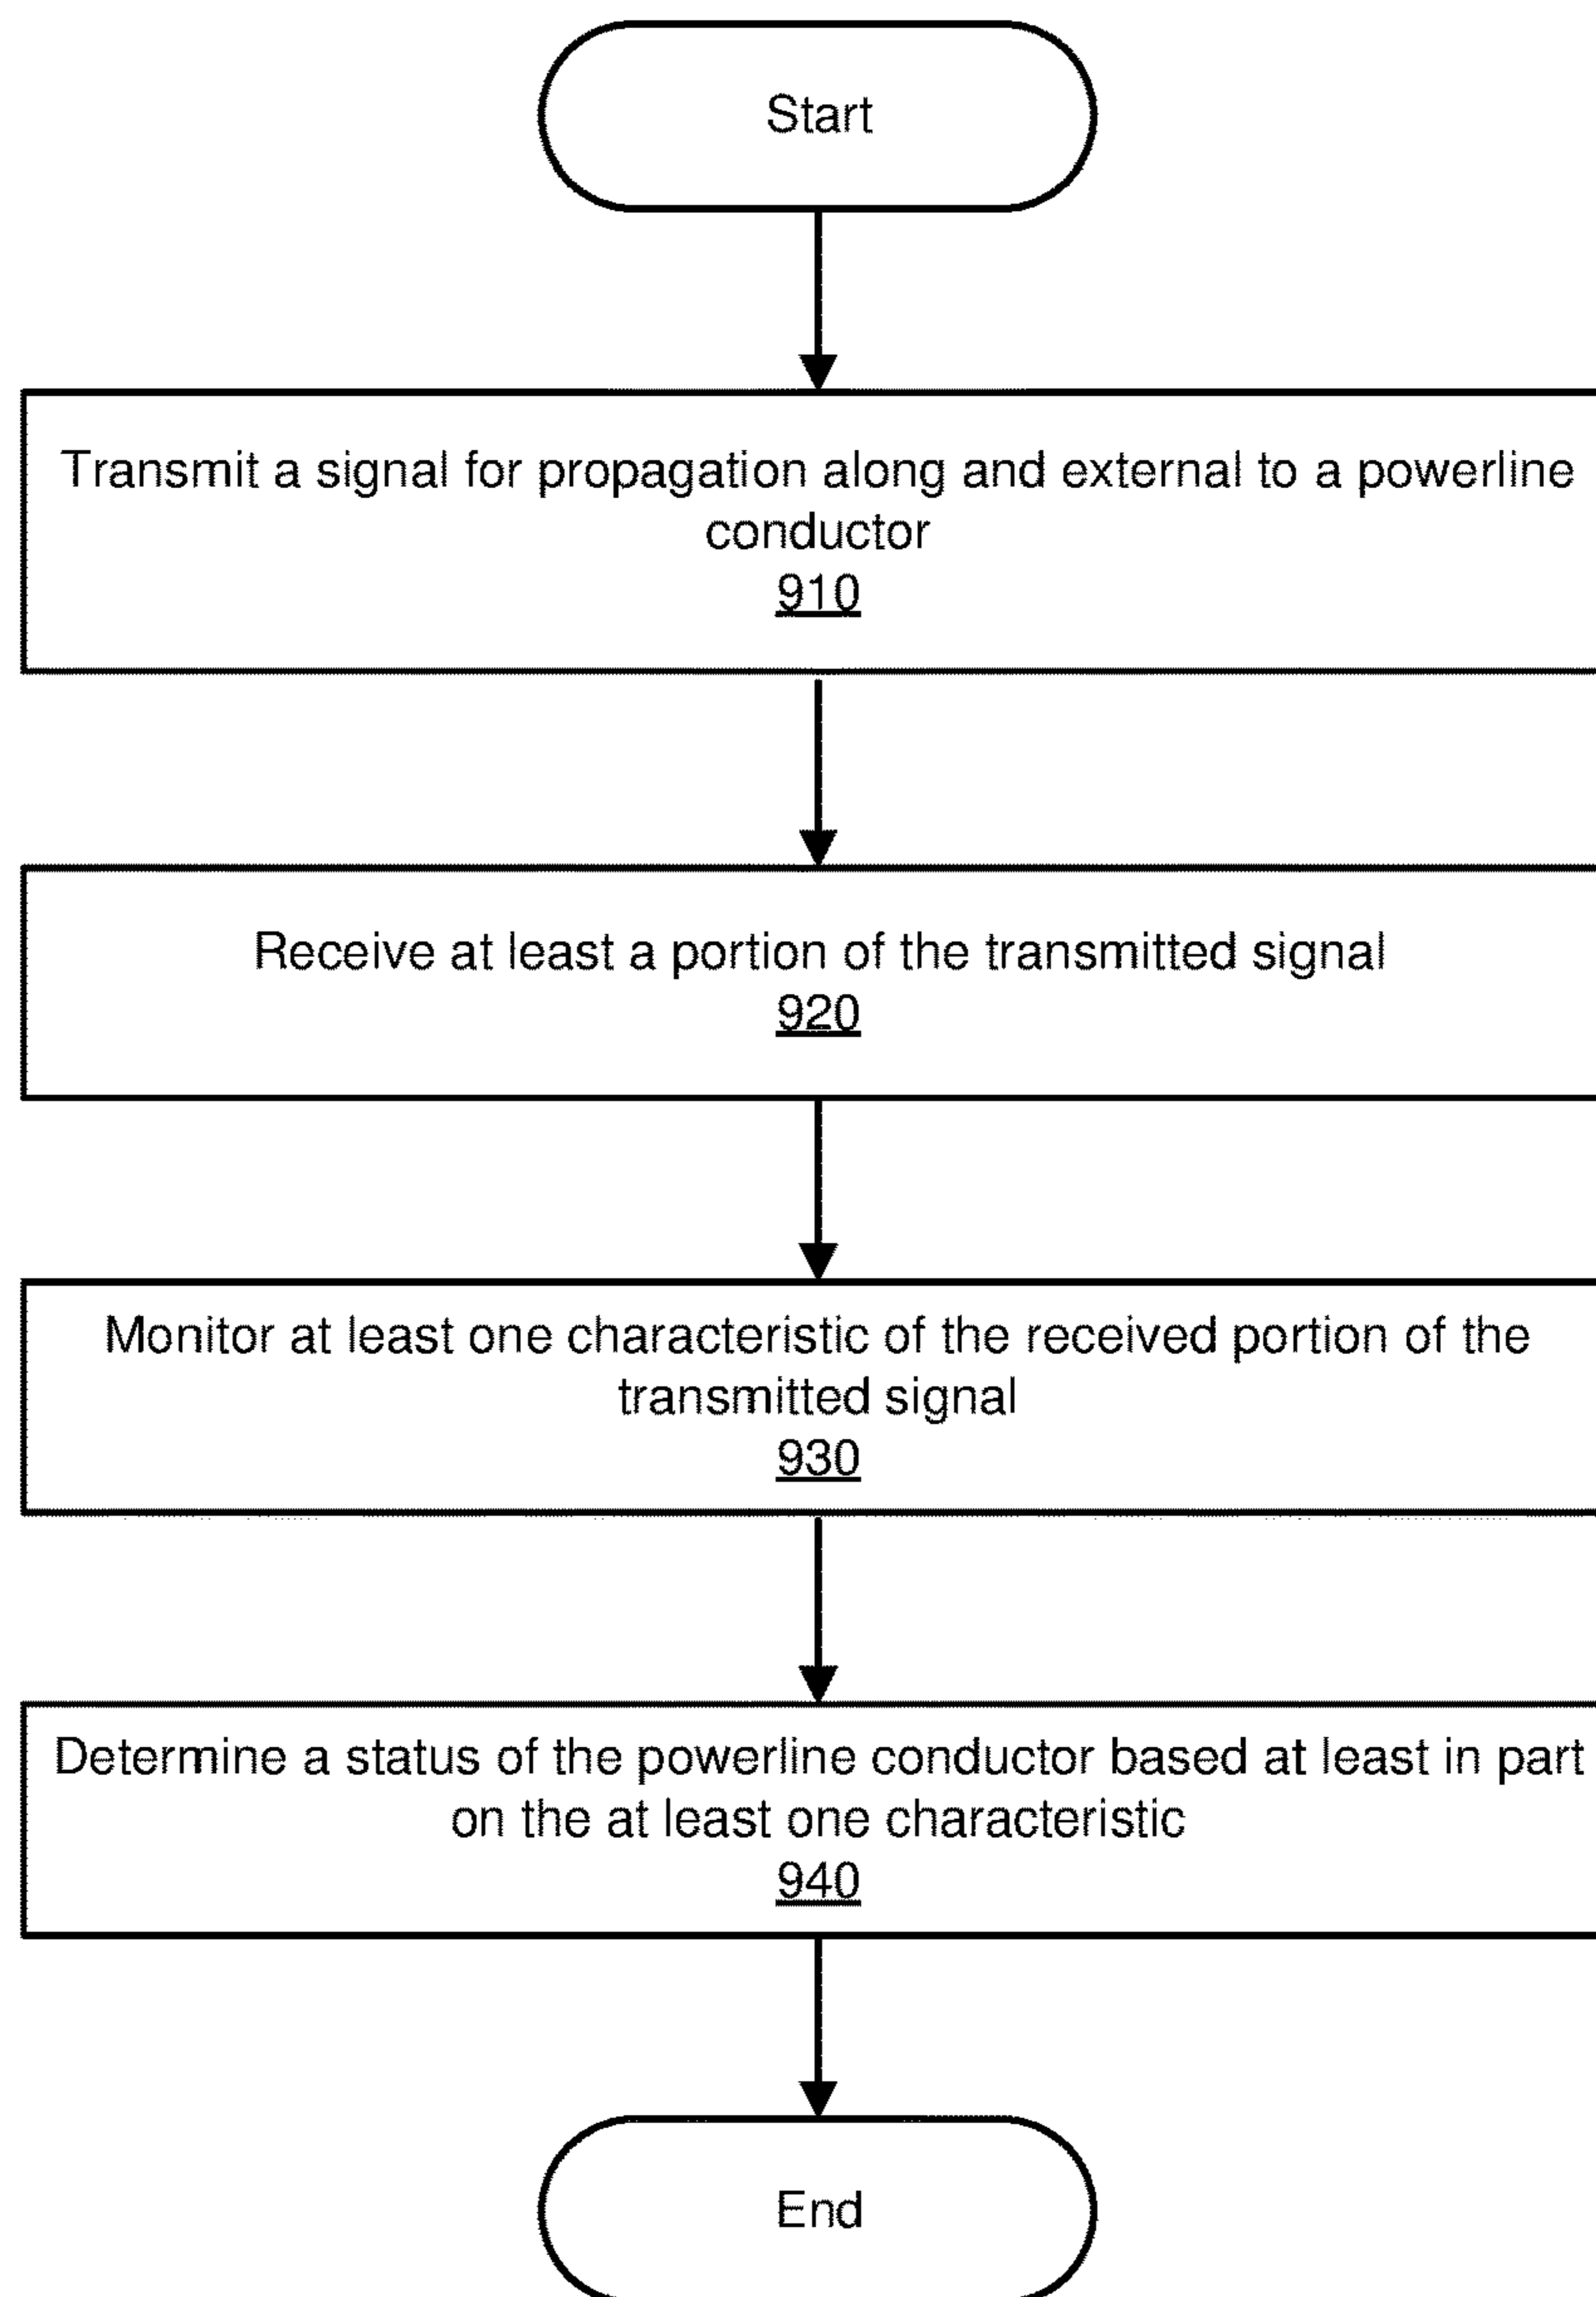 Start
Transmit a signal for propagation along and external to a powerline
conductor
910
Receive at least a portion of the transmitted signal
920
Monitor at least one characteristic of the received portion of the
transmitted signal
930
Determine a status of the powerline conductor based at least in part
on the at least one characteristic
940
End